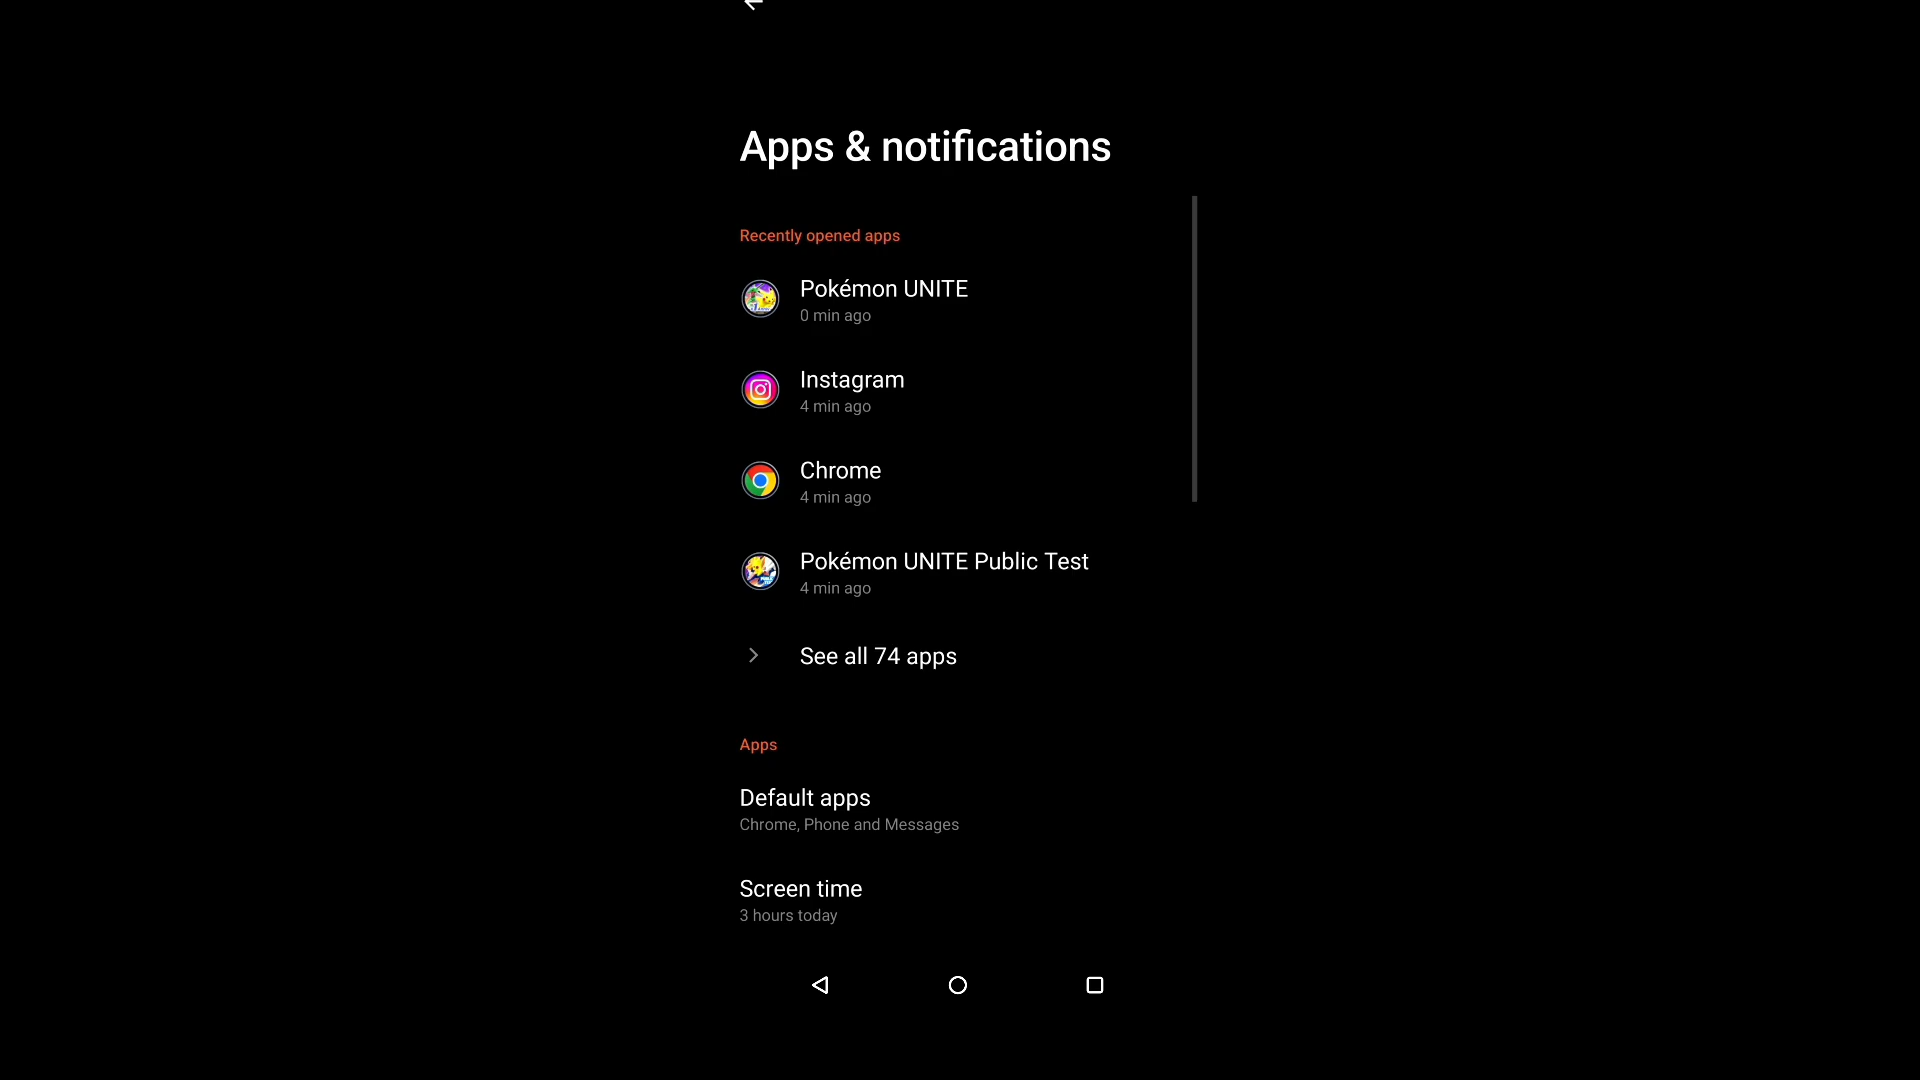 Apps & notifications
Recently opened apps
Pokémon UNITE
0 min ago
Instagram
4 min ago
Chrome
4 min ago
Pokémon UNITE Public Test
4 min ago
See all 74 apps
Apps
Default apps
Chrome, Phone and Messages
Screen time
3 hours today